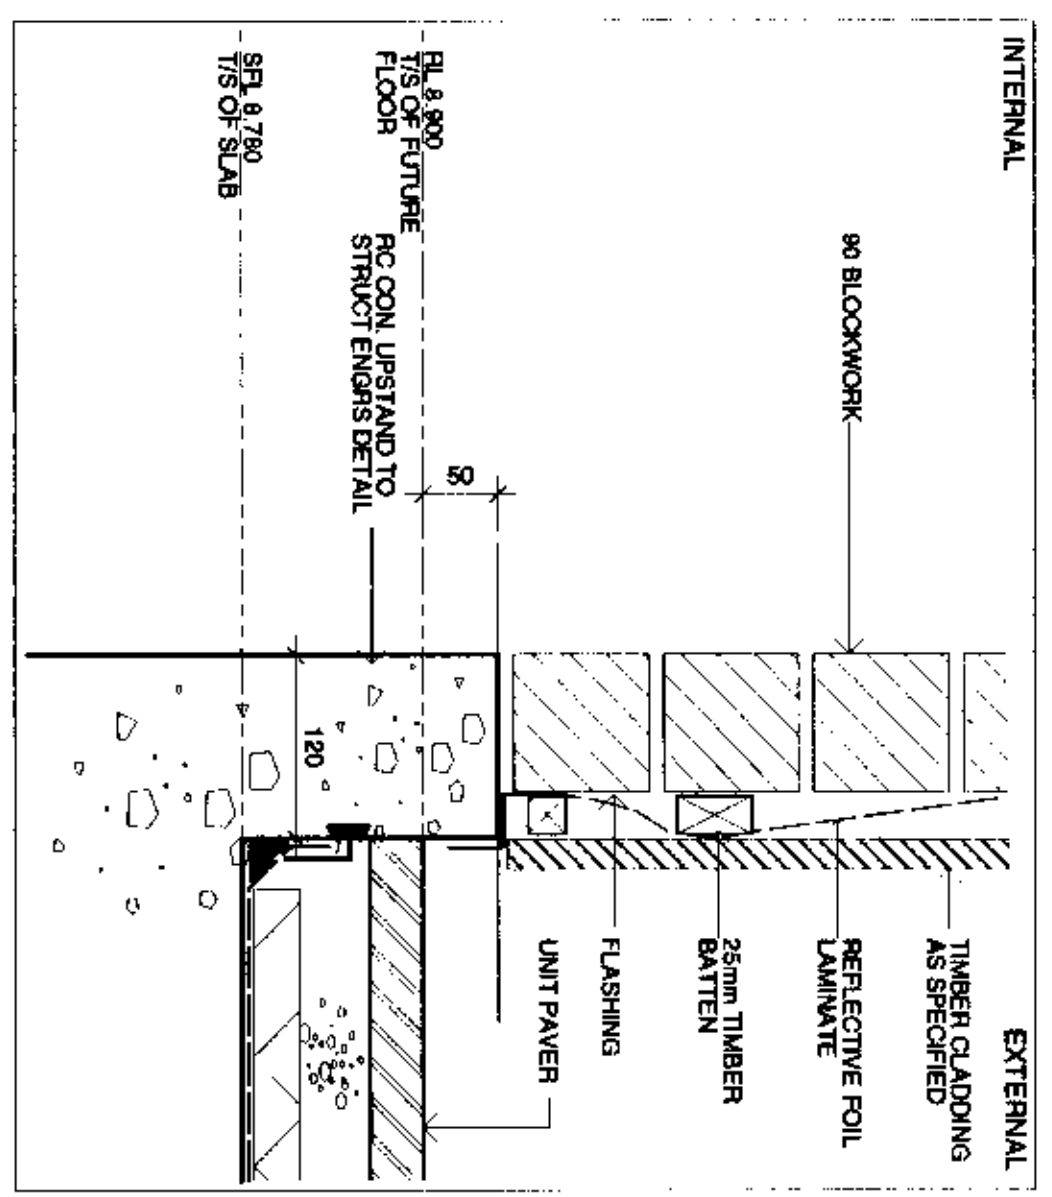 INTERNAL
EXTERNAL
TIMBER CLADDING
AS SPECIFIED
90 BLOCKWORK
REFLECTIVE FOIL
LAMINATE
25mm TIMBER
BATTEN
FLASHING
UNIT PAVER
50
RL 8.900
T/S OF FUTURE
FLOOR
RC CON. UPSTAND TO
STRUCT ENGRS DETAIL
120
SFL 8.780
T/S OF SLAB